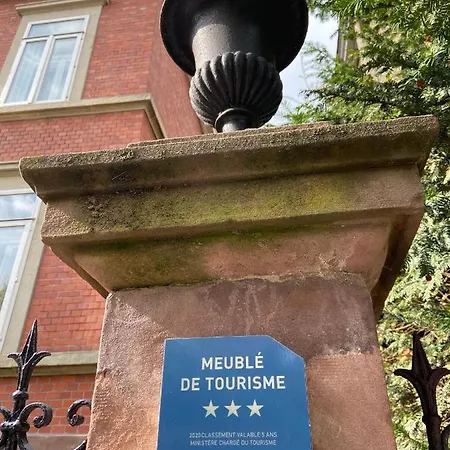 MEUBLÉ
DE TOURISME
★★★
2020 CLASSEMENT VALABLE 5 ANS
MINISTÈRE CHARGÉ DU TOURISME